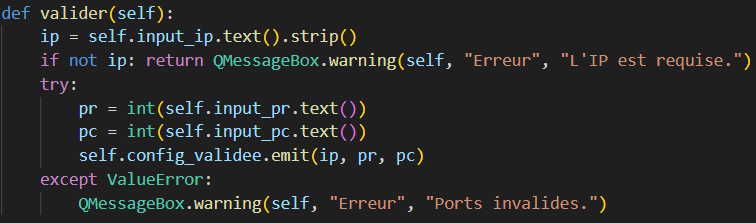 def valider(self):
    ip = self.input_ip.text().strip()
    if not ip: return QMessageBox.warning(self, "Erreur", "L'IP est requise.")
    try:
        pr = int(self.input_pr.text())
        pc = int(self.input_pc.text())
        self.config_validee.emit(ip, pr, pc)
    except ValueError:
        QMessageBox.warning(self, "Erreur", "Ports invalides.")